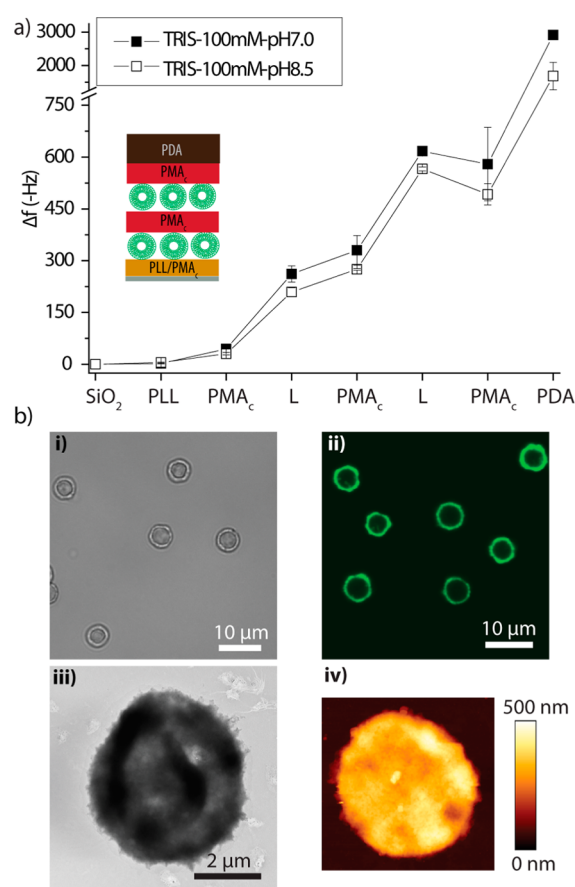 a)
TRIS-100mM-pH7.0
TRIS-100mM-pH8.5
3000
2000
1000
750
600
450
300
150
0
Δf (-Hz)
PDA
PMAc
PMAc
PLL/PMAc
SiO2 PLL PMAc L PMAc L PMAc PDA
b)
i)
10 μm
ii)
10 μm
iii)
2 μm
iv)
500 nm
0 nm